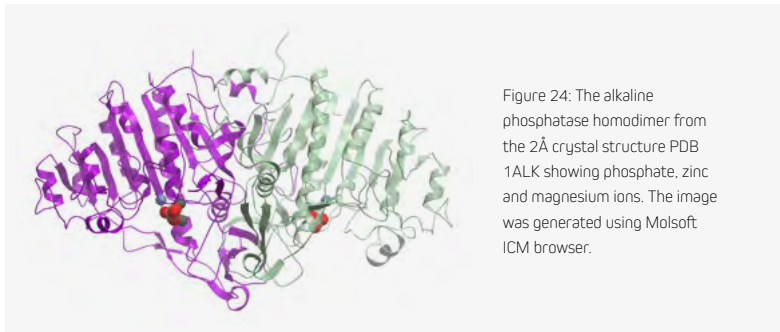 Figure 24: The alkaline
phosphatase homodimer from
the 2Å crystal structure PDB
1ALK showing phosphate, zinc
and magnesium ions. The image
was generated using Molsoft
ICM browser.